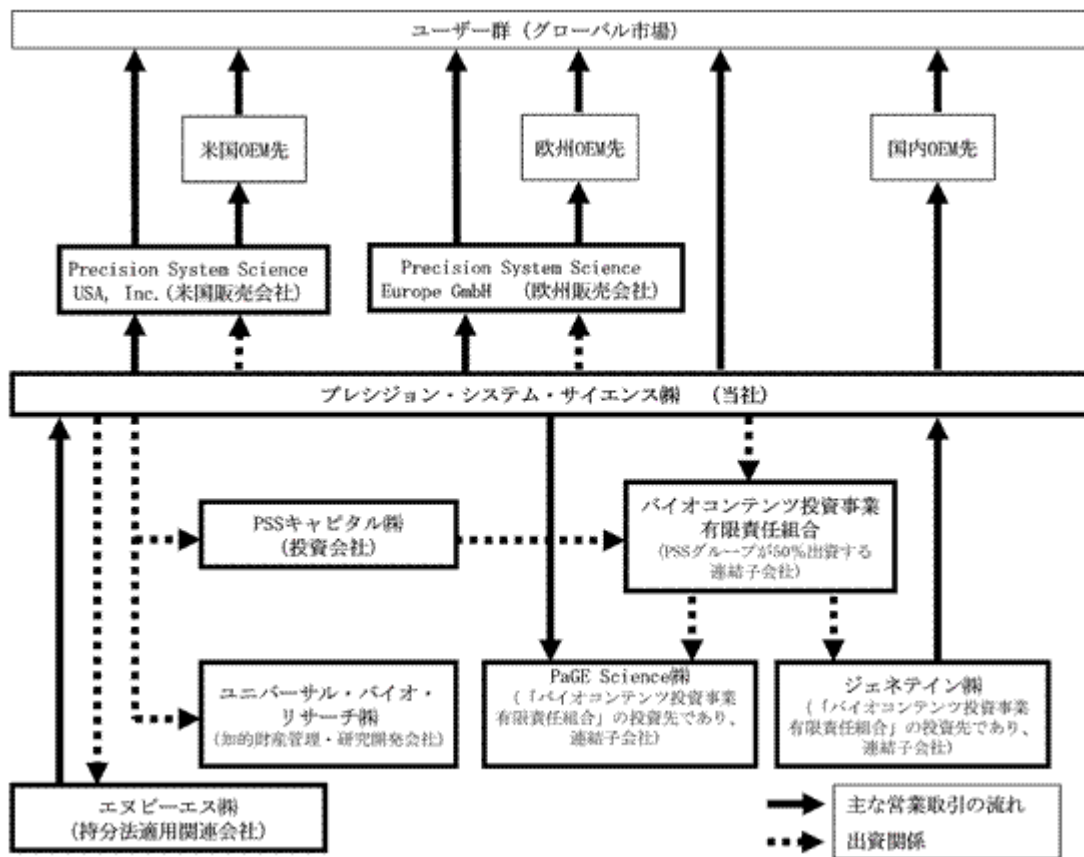 ユーザー群(グローバル市場)
米国OEM先
欧州OEM先
国内OEM先
Precision System Science
USA, Inc.(米国販売会社)
Precision System Science
Europe GmbH (欧州販売会社)
プレシジョン・システム・サイエンス㈱ (当社)
PSSキャピタル㈱
(投資会社)
バイオコンテンツ投資事業
有限責任組合
(PSSグループが50%出資する
連結子会社)
ユニバーサル・バイオ・
リサーチ㈱
(知的財産管理・研究開発会社)
PaGE Science㈱
(「バイオコンテンツ投資事業
有限責任組合」の投資先であり、
連結子会社)
ジェネテイン㈱
(「バイオコンテンツ投資事業
有限責任組合」の投資先であり、
連結子会社)
エヌピーエス㈱
(持分法適用関連会社)
主な営業取引の流れ
出資関係